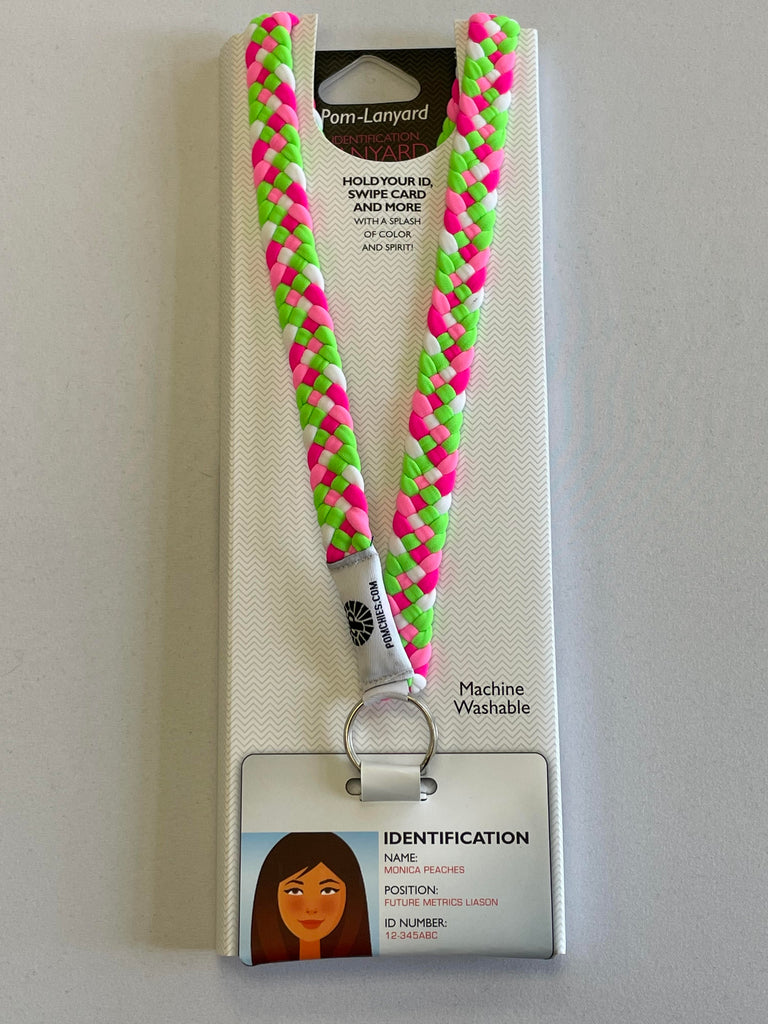 Pom-Lanyard
IDENTIFICATION
LANYARD
HOLD YOUR ID,
SWIPE CARD
AND MORE
WITH A SPLASH
OF COLOR
AND SPIRIT!
POMCHIES.COM
Machine
Washable
IDENTIFICATION
NAME:
MONICA PEACHES
POSITION:
FUTURE METRICS LIASON
ID NUMBER:
12-345ABC